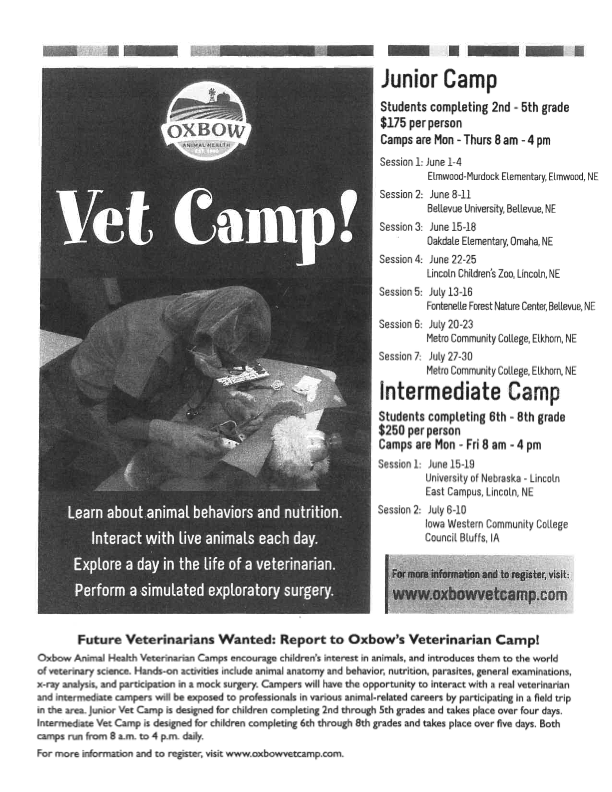 OXBOW
ANIMAL HEALTH
Vet Camp!
Learn about animal behaviors and nutrition.
Interact with live animals each day.
Explore a day in the life of a veterinarian.
Perform a simulated exploratory surgery.
Junior Camp
Students completing 2nd - 5th grade
$175 per person
Camps are Mon - Thurs 8 am - 4 pm
Session 1: June 1-4
Elmwood-Murdock Elementary, Elmwood, NE
Session 2: June 8-11
Bellevue University, Bellevue, NE
Session 3: June 15-18
Oakdale Elementary, Omaha, NE
Session 4: June 22-25
Lincoln Children's Zoo, Lincoln, NE
Session 5: July 13-16
Fontenelle Forest Nature Center, Bellevue, NE
Session 6: July 20-23
Metro Community College, Elkhorn, NE
Session 7: July 27-30
Metro Community College, Elkhorn, NE
Intermediate Camp
Students completing 6th - 8th grade
$250 per person
Camps are Mon - Fri 8 am - 4 pm
Session 1: June 15-19
University of Nebraska - Lincoln
East Campus, Lincoln, NE
Session 2: July 6-10
Iowa Western Community College
Council Bluffs, IA
For more information and to register, visit:
www.oxbowvetcamp.com
Future Veterinarians Wanted: Report to Oxbow's Veterinarian Camp!
Oxbow Animal Health Veterinarian Camps encourage children's interest in animals, and introduces them to the world
of veterinary science. Hands-on activities include animal anatomy and behavior, nutrition, parasites, general examinations,
x-ray analysis, and participation in a mock surgery. Campers will have the opportunity to interact with a real veterinarian
and intermediate campers will be exposed to professionals in various animal-related careers by participating in a field trip
in the area. Junior Vet Camp is designed for children completing 2nd through 5th grades and takes place over four days.
Intermediate Vet Camp is designed for children completing 6th through 8th grades and takes place over five days. Both
camps run from 8 a.m. to 4 p.m. daily.
For more information and to register, visit www.oxbowvetcamp.com.